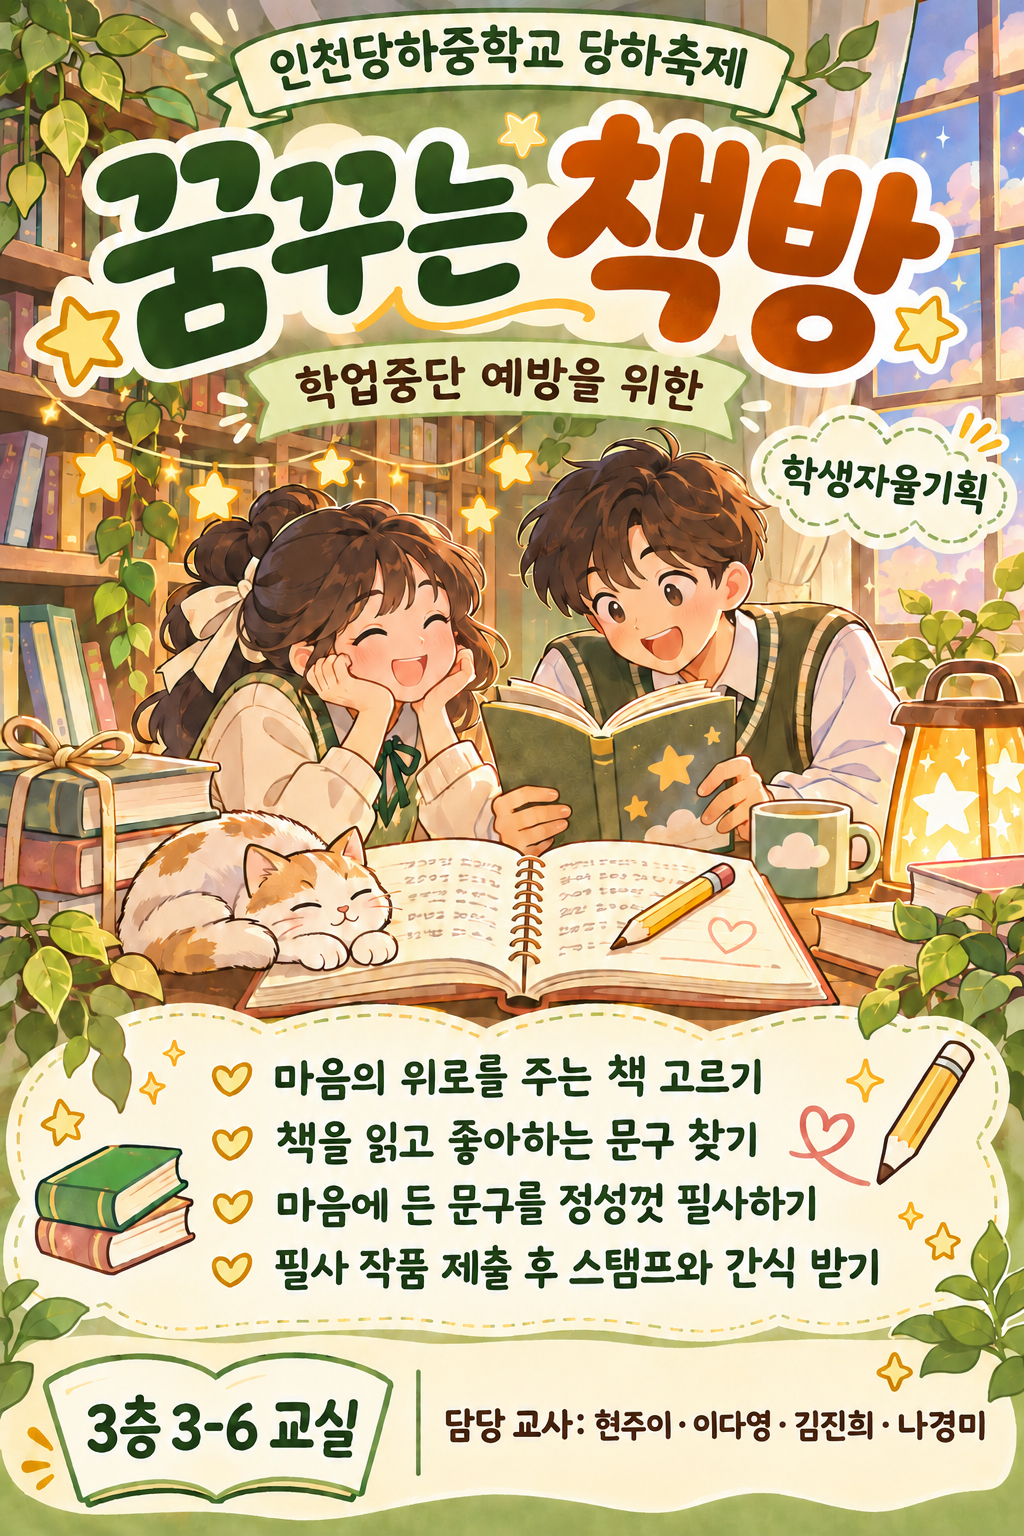 인천당하중학교 당하축제
꿈꾸는 책방
학업중단 예방을 위한
학생자율기획
마음의 위로를 주는 책 고르기
책을 읽고 좋아하는 문구 찾기
마음에 든 문구를 정성껏 필사하기
필사 작품 제출 후 스탬프와 간식 받기
3층 3-6 교실
담당 교사: 현주이 · 이다영 · 김진희 · 나경미